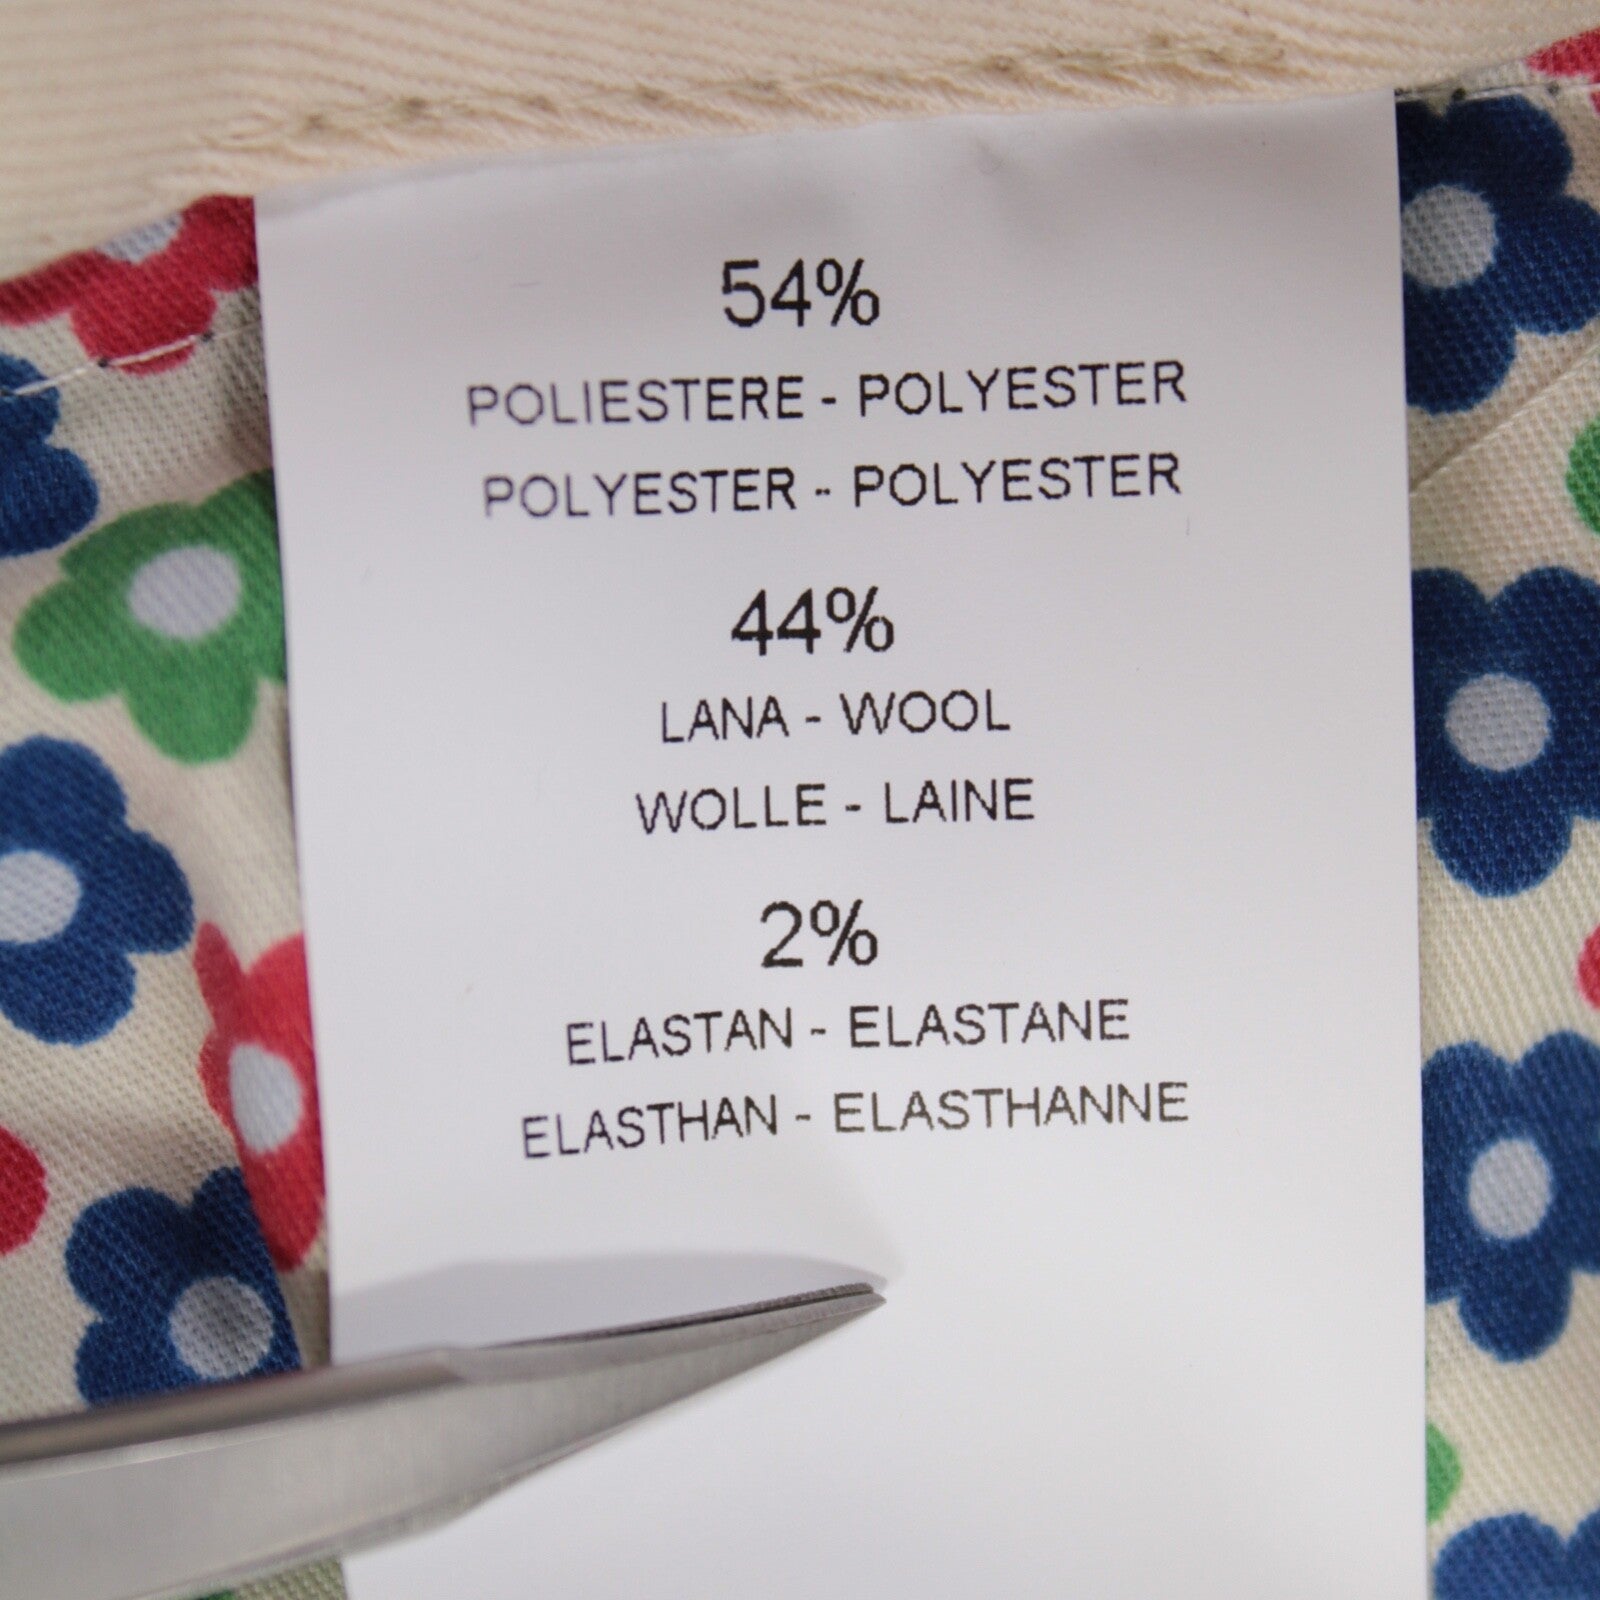 54%
POLIESTERE - POLYESTER
POLYESTER - POLYESTER
44%
LANA - WOOL
WOLLE - LAINE
2%
ELASTAN - ELASTANE
ELASTHAN - ELASTHANNE